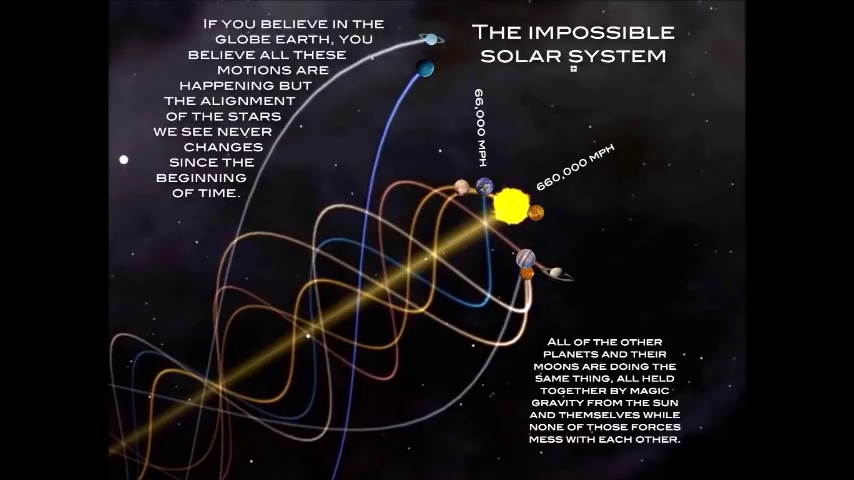 If you believe in the
globe earth, you
believe all these
motions are
happening but
the alignment
of the stars
we see never
changes
since the
beginning
of time.
The impossible
solar system
66,000 mph
660,000 mph
All of the other
planets and their
moons are doing the
same thing, all held
together by magic
gravity from the sun
and themselves while
none of those forces
mess with each other.